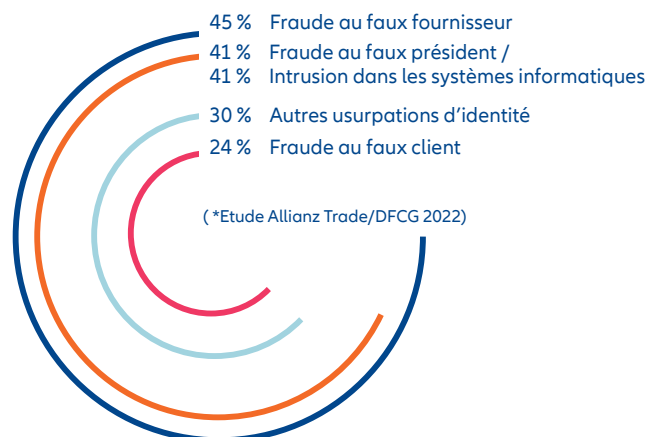 45 % Fraude au faux fournisseur
41 % Fraude au faux président /
41 % Intrusion dans les systèmes informatiques
30 % Autres usurpations d’identité
24 % Fraude au faux client
( *Etude Allianz Trade/DFCG 2022)